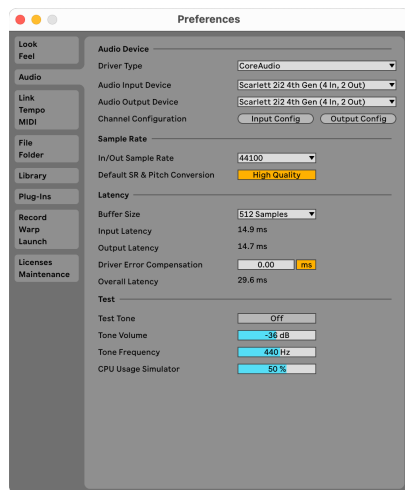 Preferences
Look
Feel
Audio
Link
Tempo
MIDI
File
Folder
Library
Plug-Ins
Record
Warp
Launch
Licenses
Maintenance
Audio Device
Driver Type CoreAudio
Audio Input Device Scarlett 2i2 4th Gen (4 In, 2 Out)
Audio Output Device Scarlett 2i2 4th Gen (4 In, 2 Out)
Channel Configuration Input Config Output Config
Sample Rate
In/Out Sample Rate 44100
Default SR & Pitch Conversion High Quality
Latency
Buffer Size 512 Samples
Input Latency 14.9 ms
Output Latency 14.7 ms
Driver Error Compensation 0.00 ms
Overall Latency 29.6 ms
Test
Test Tone Off
Tone Volume -36 dB
Tone Frequency 440 Hz
CPU Usage Simulator 50 %